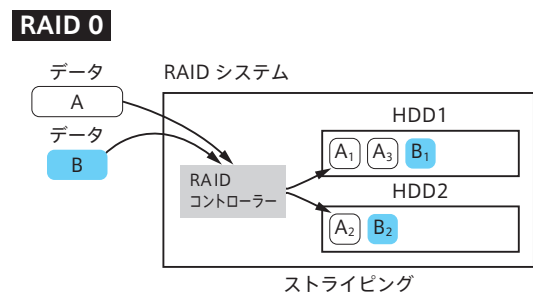 RAID 0
データ
A
データ
B
RAID システム
RAID
コントローラー
HDD1
A₁ A₃ B₁
HDD2
A₂ B₂
ストライピング